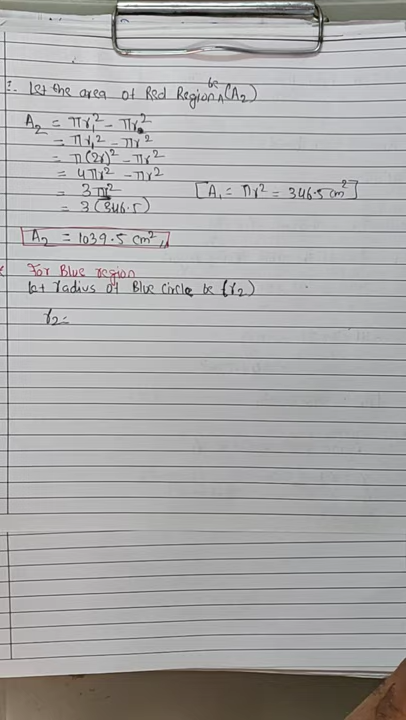 :. Let the area of Red Region be (A₂)
A₂ = πr₁² - πr²
= πr₁² - πr²
= π(2r)² - πr²
= 4πr² - πr²
= 3πr² [A₁ = πr² = 346.5 cm²]
= 3(346.5)
A₂ = 1039.5 cm²,,
For Blue region
let radius of Blue Circle be (r₂)
r₂ =